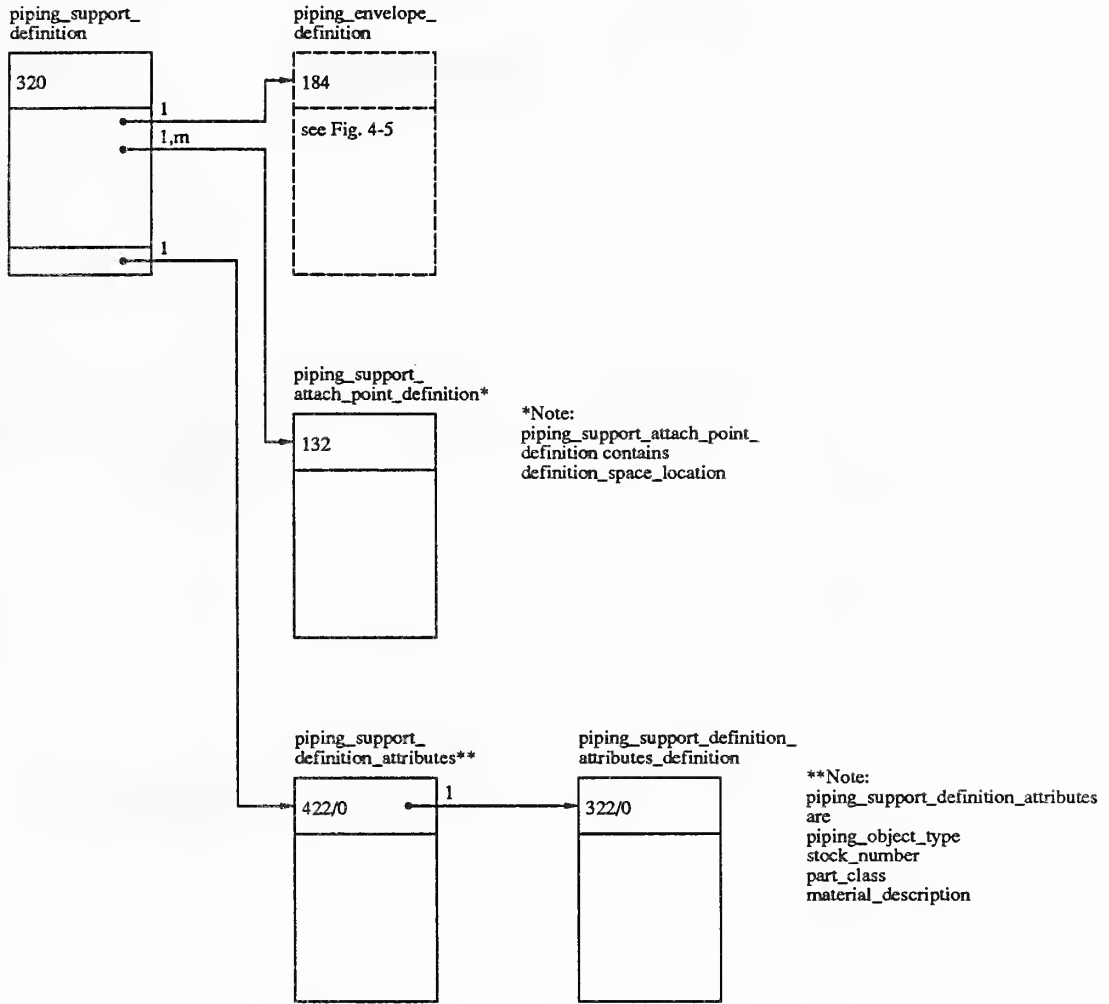 piping_support_
definition
320
1
1,m
1
piping_envelope_
definition
184
see Fig. 4-5
piping_support_
attach_point_definition*
132
*Note:
piping_support_attach_point_
definition contains
definition_space_location
piping_support_
definition_attributes**
422/0
1
piping_support_definition_
attributes_definition
322/0
**Note:
piping_support_definition_attributes
are
piping_object_type
stock_number
part_class
material_description